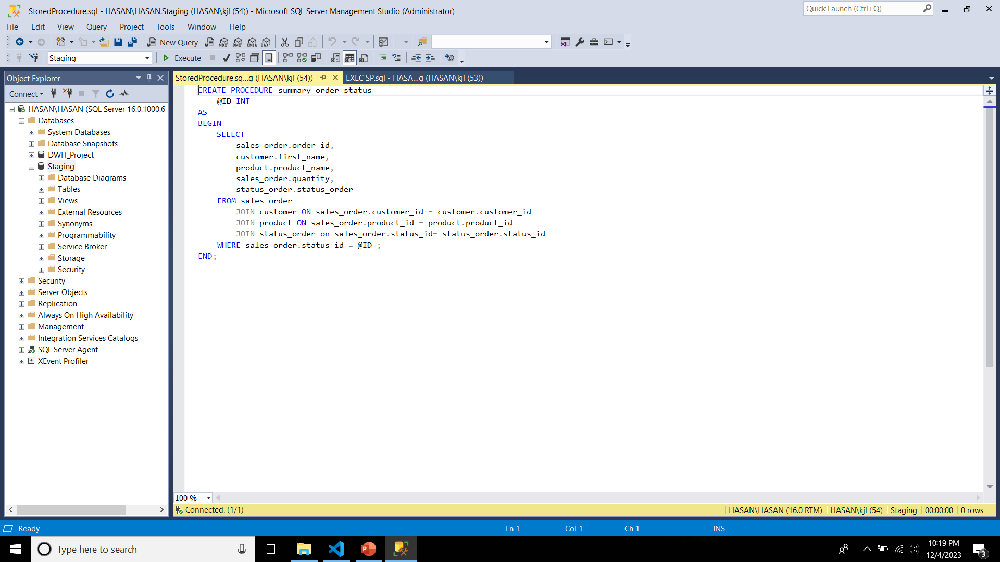 StoredProcedure.sql - HASAN\HASAN.Staging (HASAN\kjl (54)) - Microsoft SQL Server Management Studio (Administrator)
Quick Launch (Ctrl+Q)
File Edit View Query Project Tools Window Help
New Query MDX DMX XMLA DAX
Staging Execute
Object Explorer
StoredProcedure.sq...g (HASAN\kjl (54))
EXEC SP.sql - HASA...g (HASAN\kjl (53))
Connect
HASAN\HASAN (SQL Server 16.0.1000.6
Databases
System Databases
Database Snapshots
DWH_Project
Staging
Database Diagrams
Tables
Views
External Resources
Synonyms
Programmability
Service Broker
Storage
Security
Security
Server Objects
Replication
Always On High Availability
Management
Integration Services Catalogs
SQL Server Agent
XEvent Profiler
CREATE PROCEDURE summary_order_status
@ID INT
AS
BEGIN
SELECT
sales_order.order_id,
customer.first_name,
product.product_name,
sales_order.quantity,
status_order.status_order
FROM sales_order
JOIN customer ON sales_order.customer_id = customer.customer_id
JOIN product ON sales_order.product_id = product.product_id
JOIN status_order on sales_order.status_id= status_order.status_id
WHERE sales_order.status_id = @ID ;
END;
100 %
Connected. (1/1)
HASAN\HASAN (16.0 RTM) HASAN\kjl (54) Staging 00:00:00 0 rows
Ready Ln 1 Col 1 Ch 1 INS
Type here to search
10:19 PM
12/4/2023
3